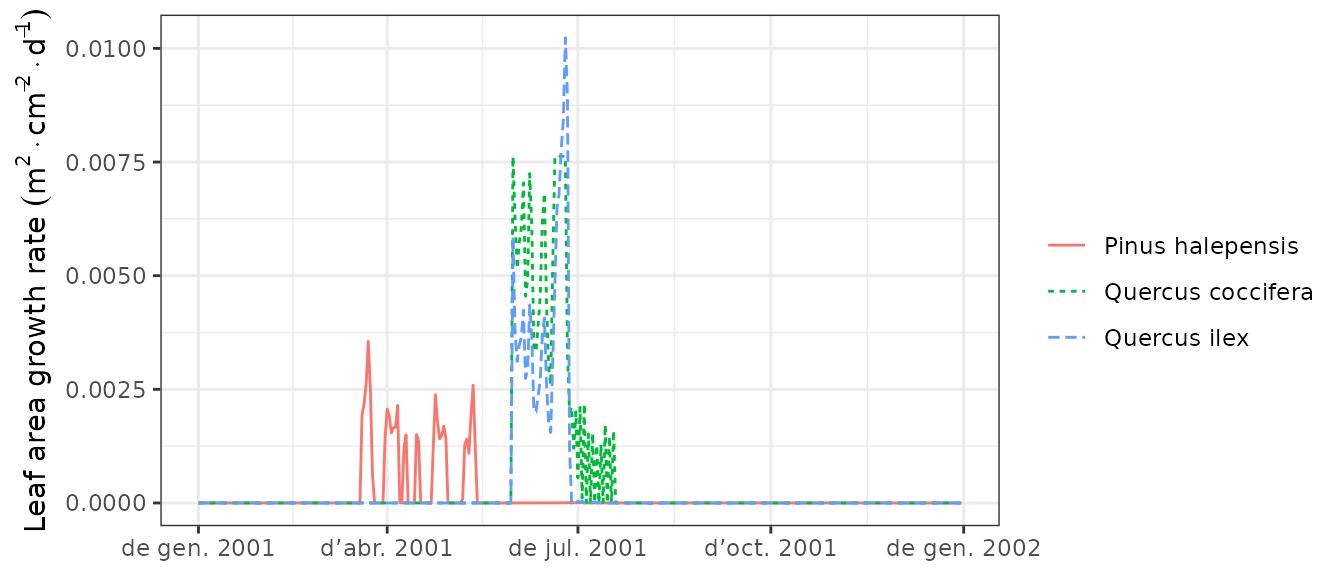 Leaf area growth rate (m² · cm⁻² · d⁻¹)
0.0100
0.0075
0.0050
0.0025
0.0000
de gen. 2001 d’abr. 2001 de jul. 2001 d’oct. 2001 de gen. 2002
Pinus halepensis
Quercus coccifera
Quercus ilex